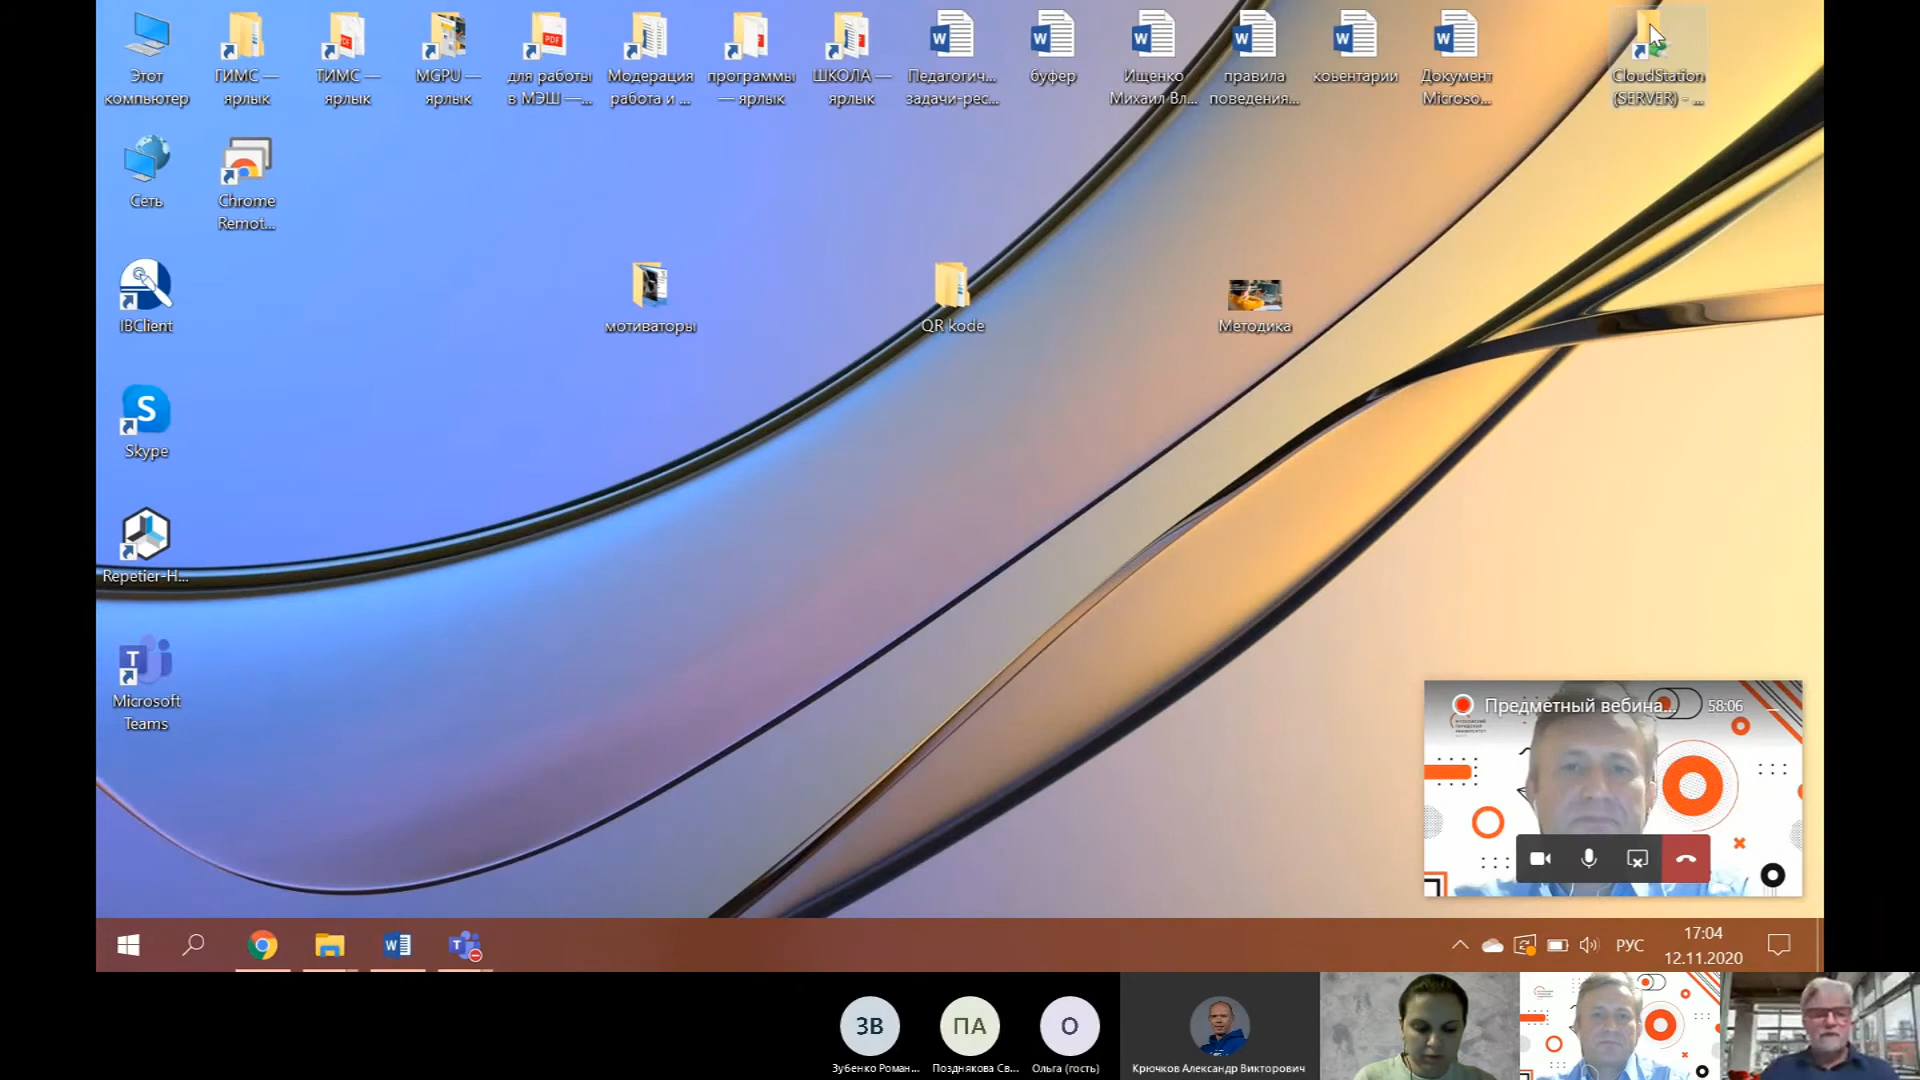 Этот компьютер
ГИМС — ярлык
ТИМС — ярлык
MGPU — ярлык
для работы в МЭШ —...
Модерация работа и ...
программы — ярлык
ШКОЛА — ярлык
Педагогич... задачи-рес...
буфер
Ищенко Михаил Вл...
правила поведения...
ковентарии
Документ Microso...
CloudStation (SERVER) - ...
Сеть
Chrome Remot...
IBClient
мотиваторы
QR kode
Методика
Skype
Repetier-H...
Microsoft Teams
Предметный вебина...
58:06
РУС
17:04
12.11.2020
ЗВ
ПА
О
Зубенко Роман...
Позднякова Св...
Ольга (гость)
Крючков Александр Викторович